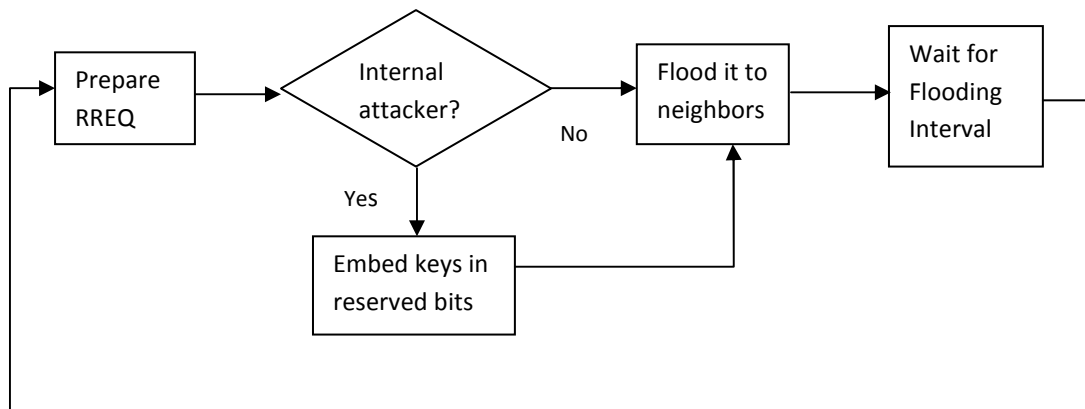 Prepare
RREQ
Internal
attacker?
No
Yes
Embed keys in
reserved bits
Flood it to
neighbors
Wait for
Flooding
Interval